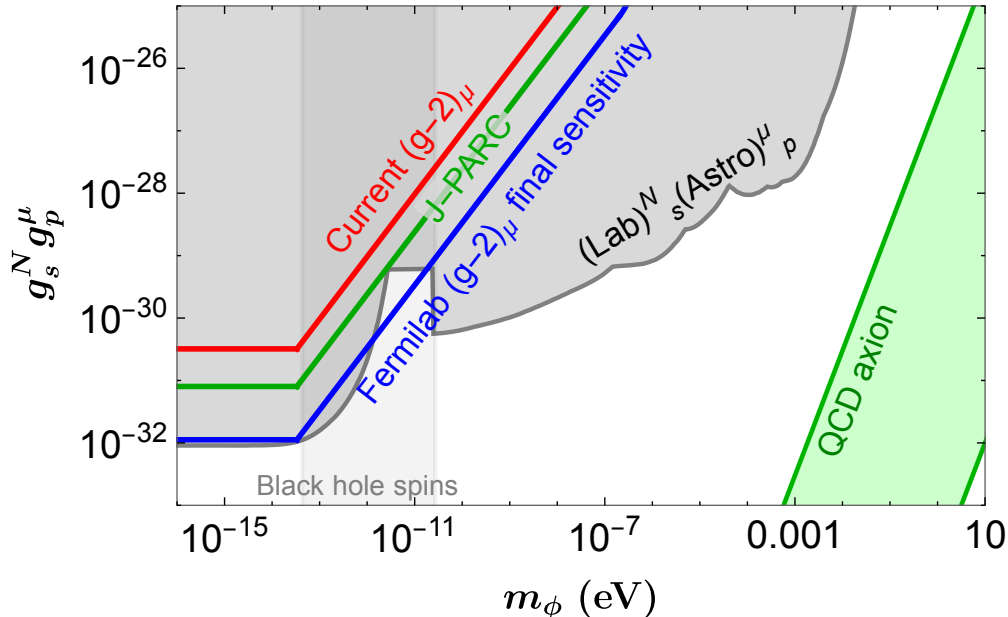 10⁻²⁶
10⁻²⁸
10⁻³⁰
10⁻³²
g_s^N g_p^μ
Current (g−2)_μ
J−PARC
Fermilab (g−2)_μ final sensitivity
(Lab)^N_s(Astro)^μ_p
QCD axion
Black hole spins
10⁻¹⁵
10⁻¹¹
10⁻⁷
0.001
10
m_ϕ (eV)